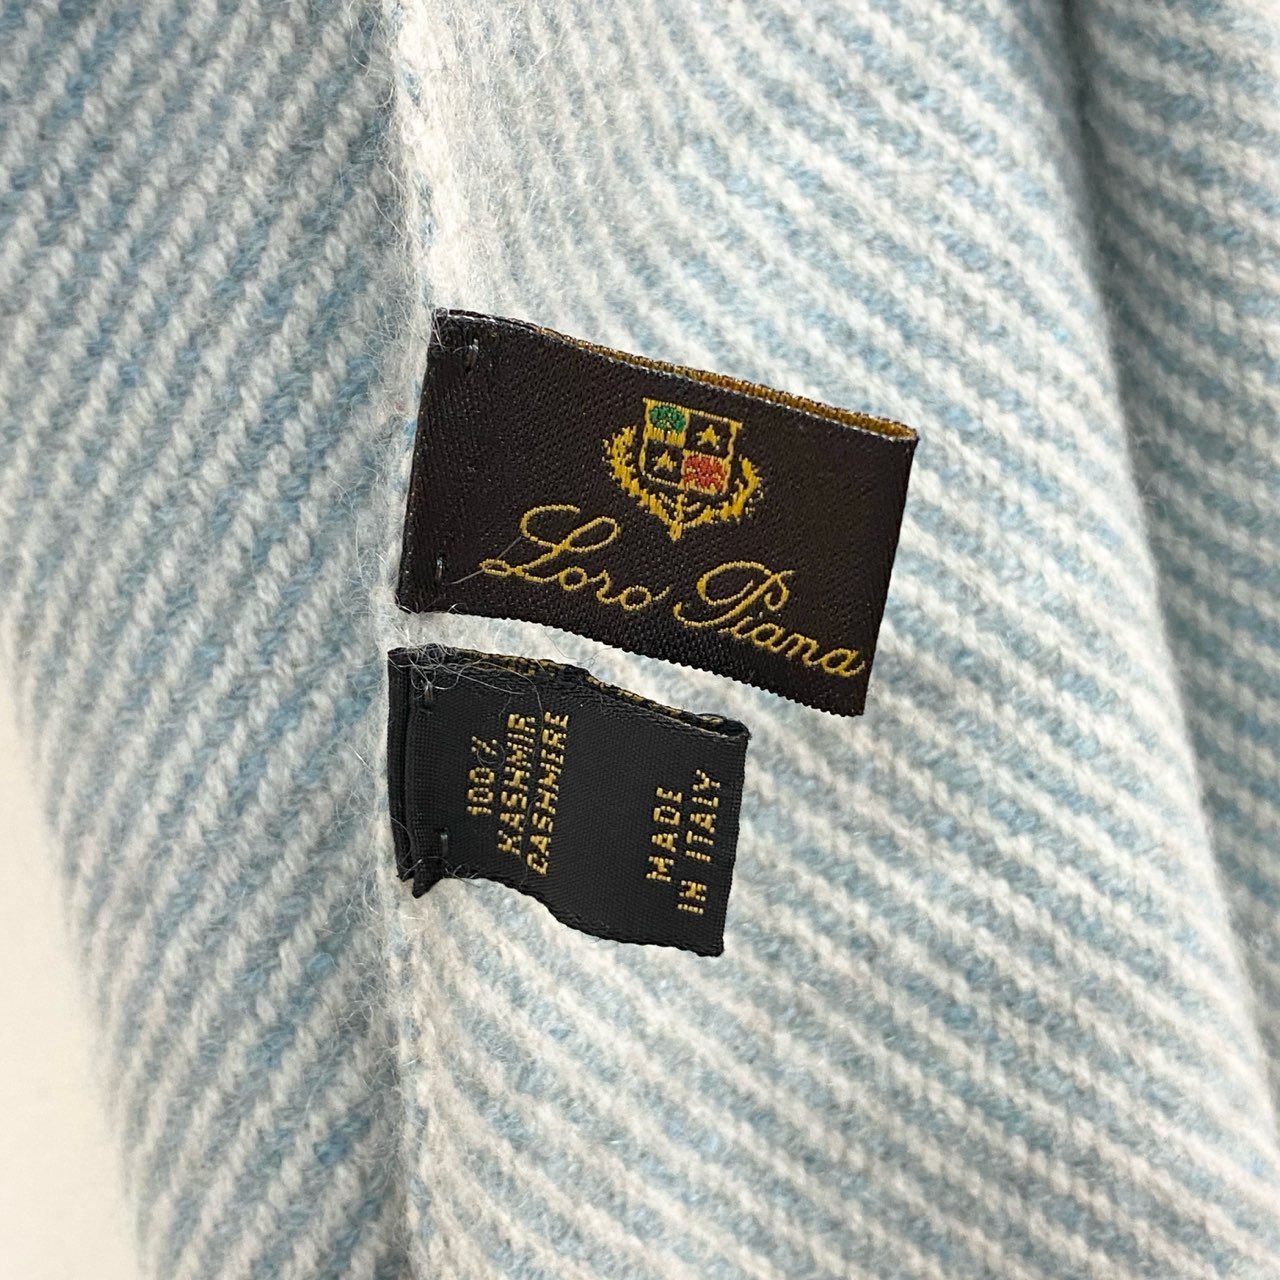 Loro Piana
100%
KASHMIR
CASHMERE
MADE
IN ITALY